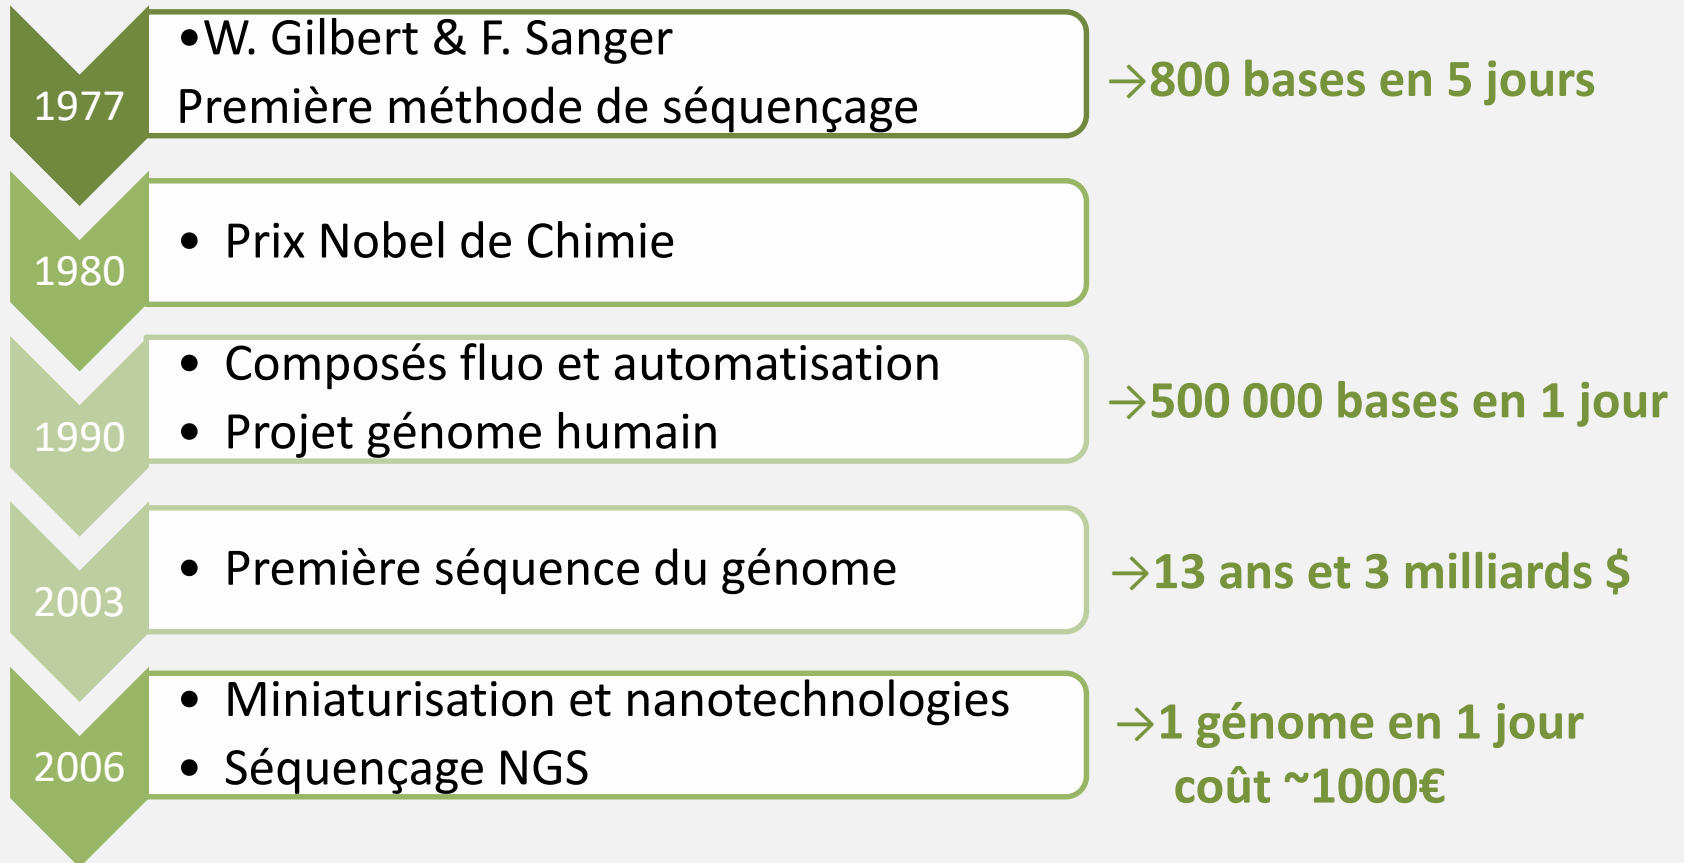 1977
•W. Gilbert & F. Sanger
Première méthode de séquençage
→800 bases en 5 jours
1980
• Prix Nobel de Chimie
1990
• Composés fluo et automatisation
• Projet génome humain
→500 000 bases en 1 jour
2003
• Première séquence du génome
→13 ans et 3 milliards $
2006
• Miniaturisation et nanotechnologies
• Séquençage NGS
→1 génome en 1 jour
coût ~1000€